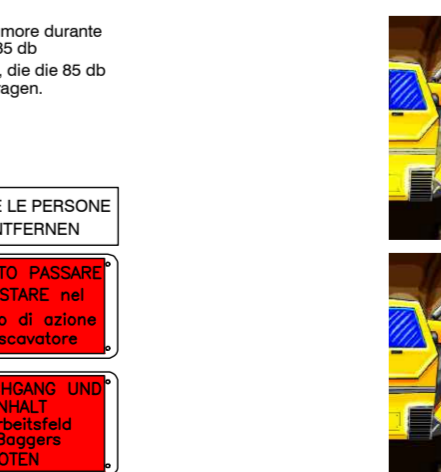 more durante
85 db
, die die 85 db
ragen.
E LE PERSONE
NTFERNEN
TO PASSARE
STARE nel
o di azione
scavatore
HGANG UND
NHALT
rbeitsfeld
Baggers
OTEN